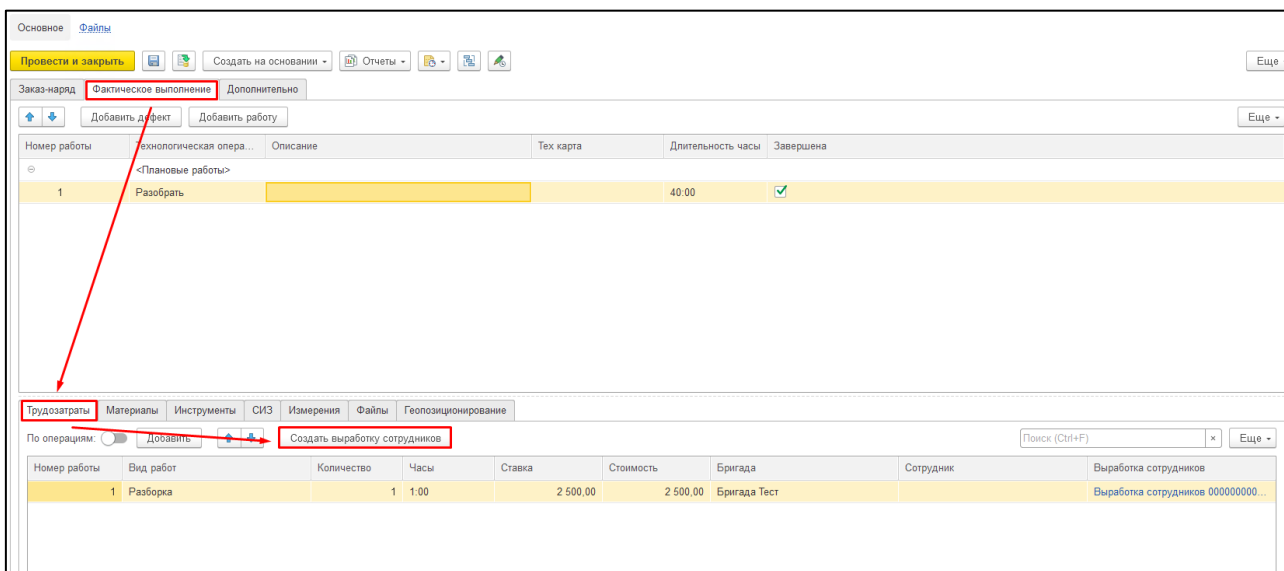 Основное Файлы
Провести и закрыть Создать на основании Отчеты Еще
Заказ-наряд Фактическое выполнение Дополнительно
Добавить дефект Добавить работу Еще
Номер работы Технологическая опера... Описание Тех карта Длительность часы Завершена
<Плановые работы>
1 Разобрать 40:00
Трудозатраты Материалы Инструменты СИЗ Измерения Файлы Геопозиционирование
По операциям: Добавить Создать выработку сотрудников Поиск (Ctrl+F) × Еще
Номер работы Вид работ Количество Часы Ставка Стоимость Бригада Сотрудник Выработка сотрудников
1 Разборка 1 1:00 2 500,00 2 500,00 Бригада Тест Выработка сотрудников 000000000...